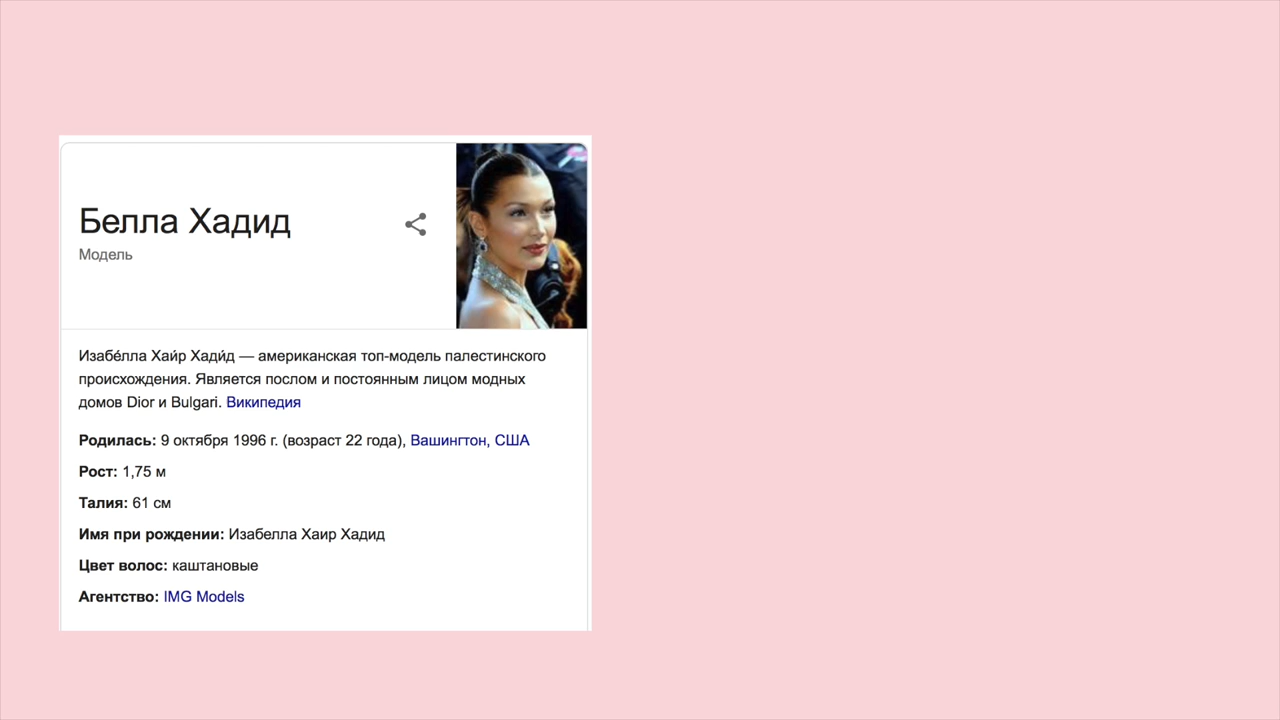 Белла Хадид
Модель
Изабе́лла Хаи́р Хади́д — американская топ-модель палестинского
происхождения. Является послом и постоянным лицом модных
домов Dior и Bulgari. Википедия
Родилась: 9 октября 1996 г. (возраст 22 года), Вашингтон, США
Рост: 1,75 м
Талия: 61 см
Имя при рождении: Изабелла Хаир Хадид
Цвет волос: каштановые
Агентство: IMG Models